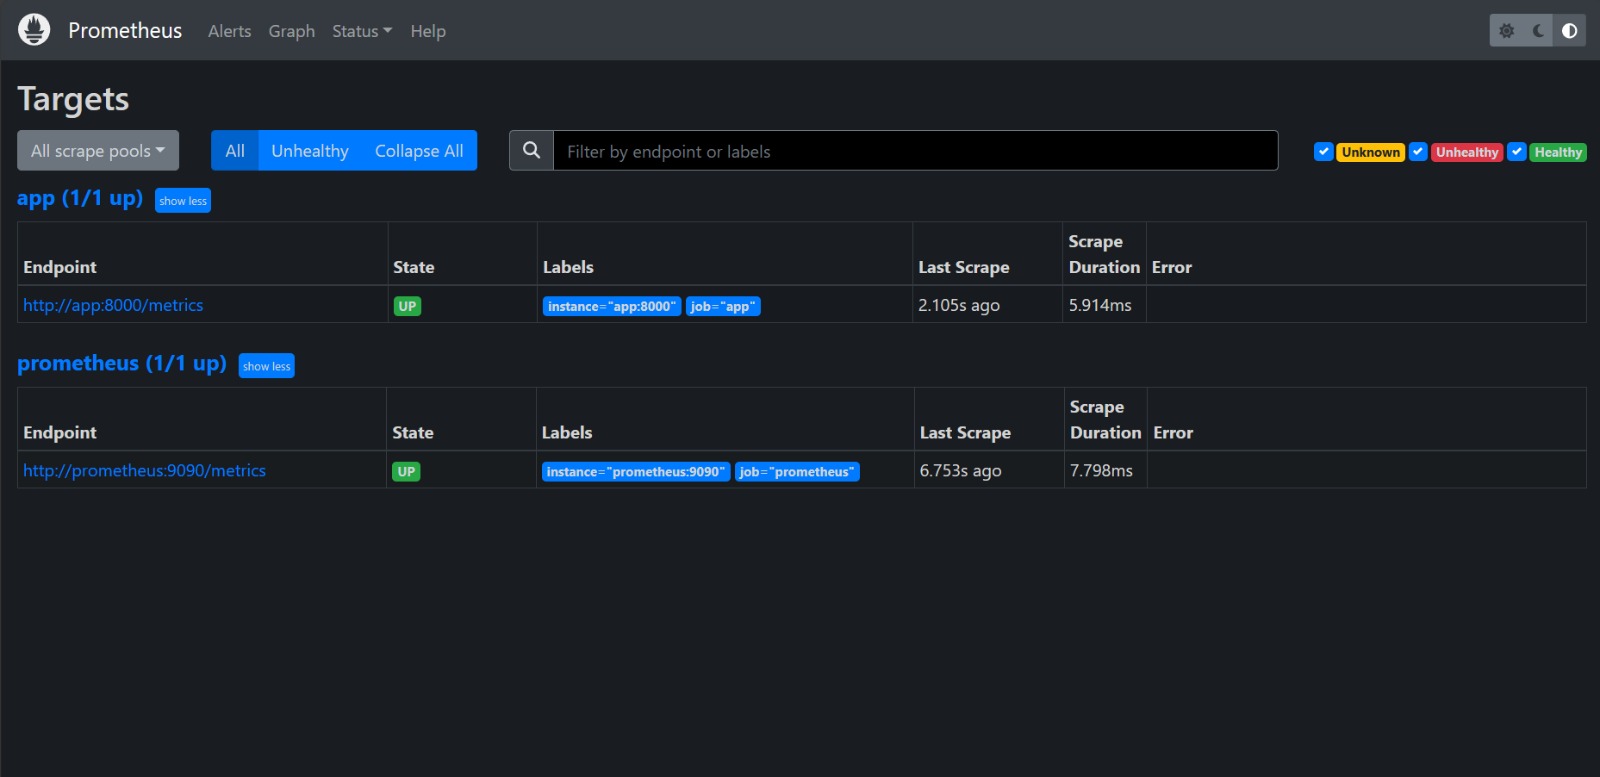 Prometheus Alerts Graph Status Help
Targets
All scrape pools All Unhealthy Collapse All Filter by endpoint or labels Unknown Unhealthy Healthy
app (1/1 up) show less
Endpoint State Labels Last Scrape Scrape Duration Error
http://app:8000/metrics UP instance="app:8000" job="app" 2.105s ago 5.914ms
prometheus (1/1 up) show less
Endpoint State Labels Last Scrape Scrape Duration Error
http://prometheus:9090/metrics UP instance="prometheus:9090" job="prometheus" 6.753s ago 7.798ms